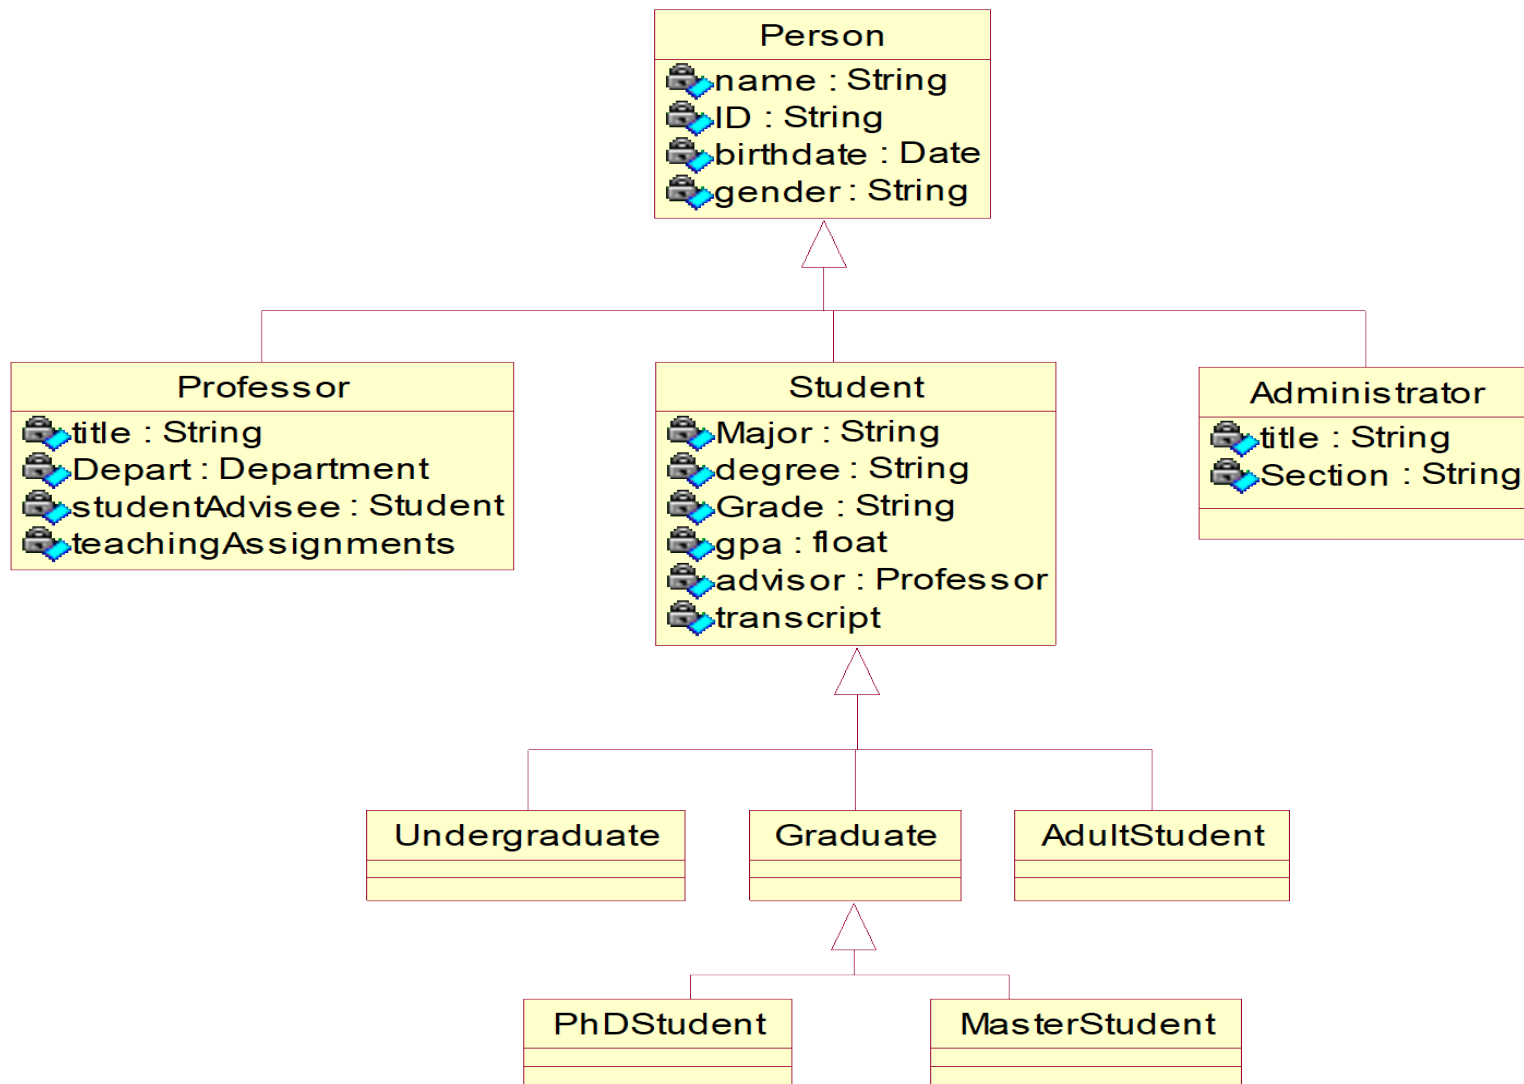 Person
name : String
ID : String
birthdate : Date
gender : String
Professor
title : String
Depart : Department
studentAdvisee : Student
teachingAssignments
Student
Major : String
degree : String
Grade : String
gpa : float
advisor : Professor
transcript
Administrator
title : String
Section : String
Undergraduate
Graduate
AdultStudent
PhDStudent
MasterStudent